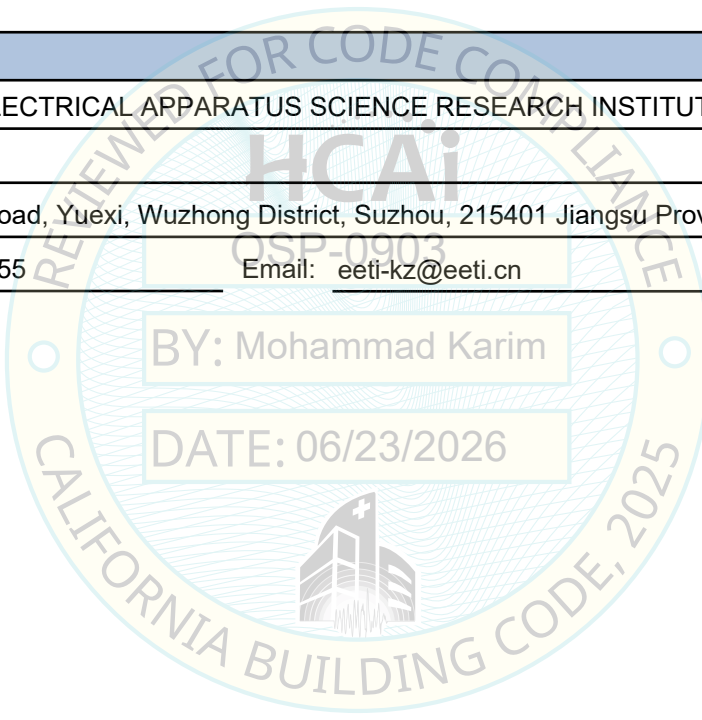 REVIEWED FOR CODE COMPLIANCE
LECTRICAL APPARATUS SCIENCE RESEARCH INSTITUT
HCAi
oad, Yuexi, Wuzhong District, Suzhou, 215401 Jiangsu Prov
OSP-0903
55 Email: eeti-kz@eeti.cn
BY: Mohammad Karim
DATE: 06/23/2026
CALIFORNIA BUILDING CODE, 2025